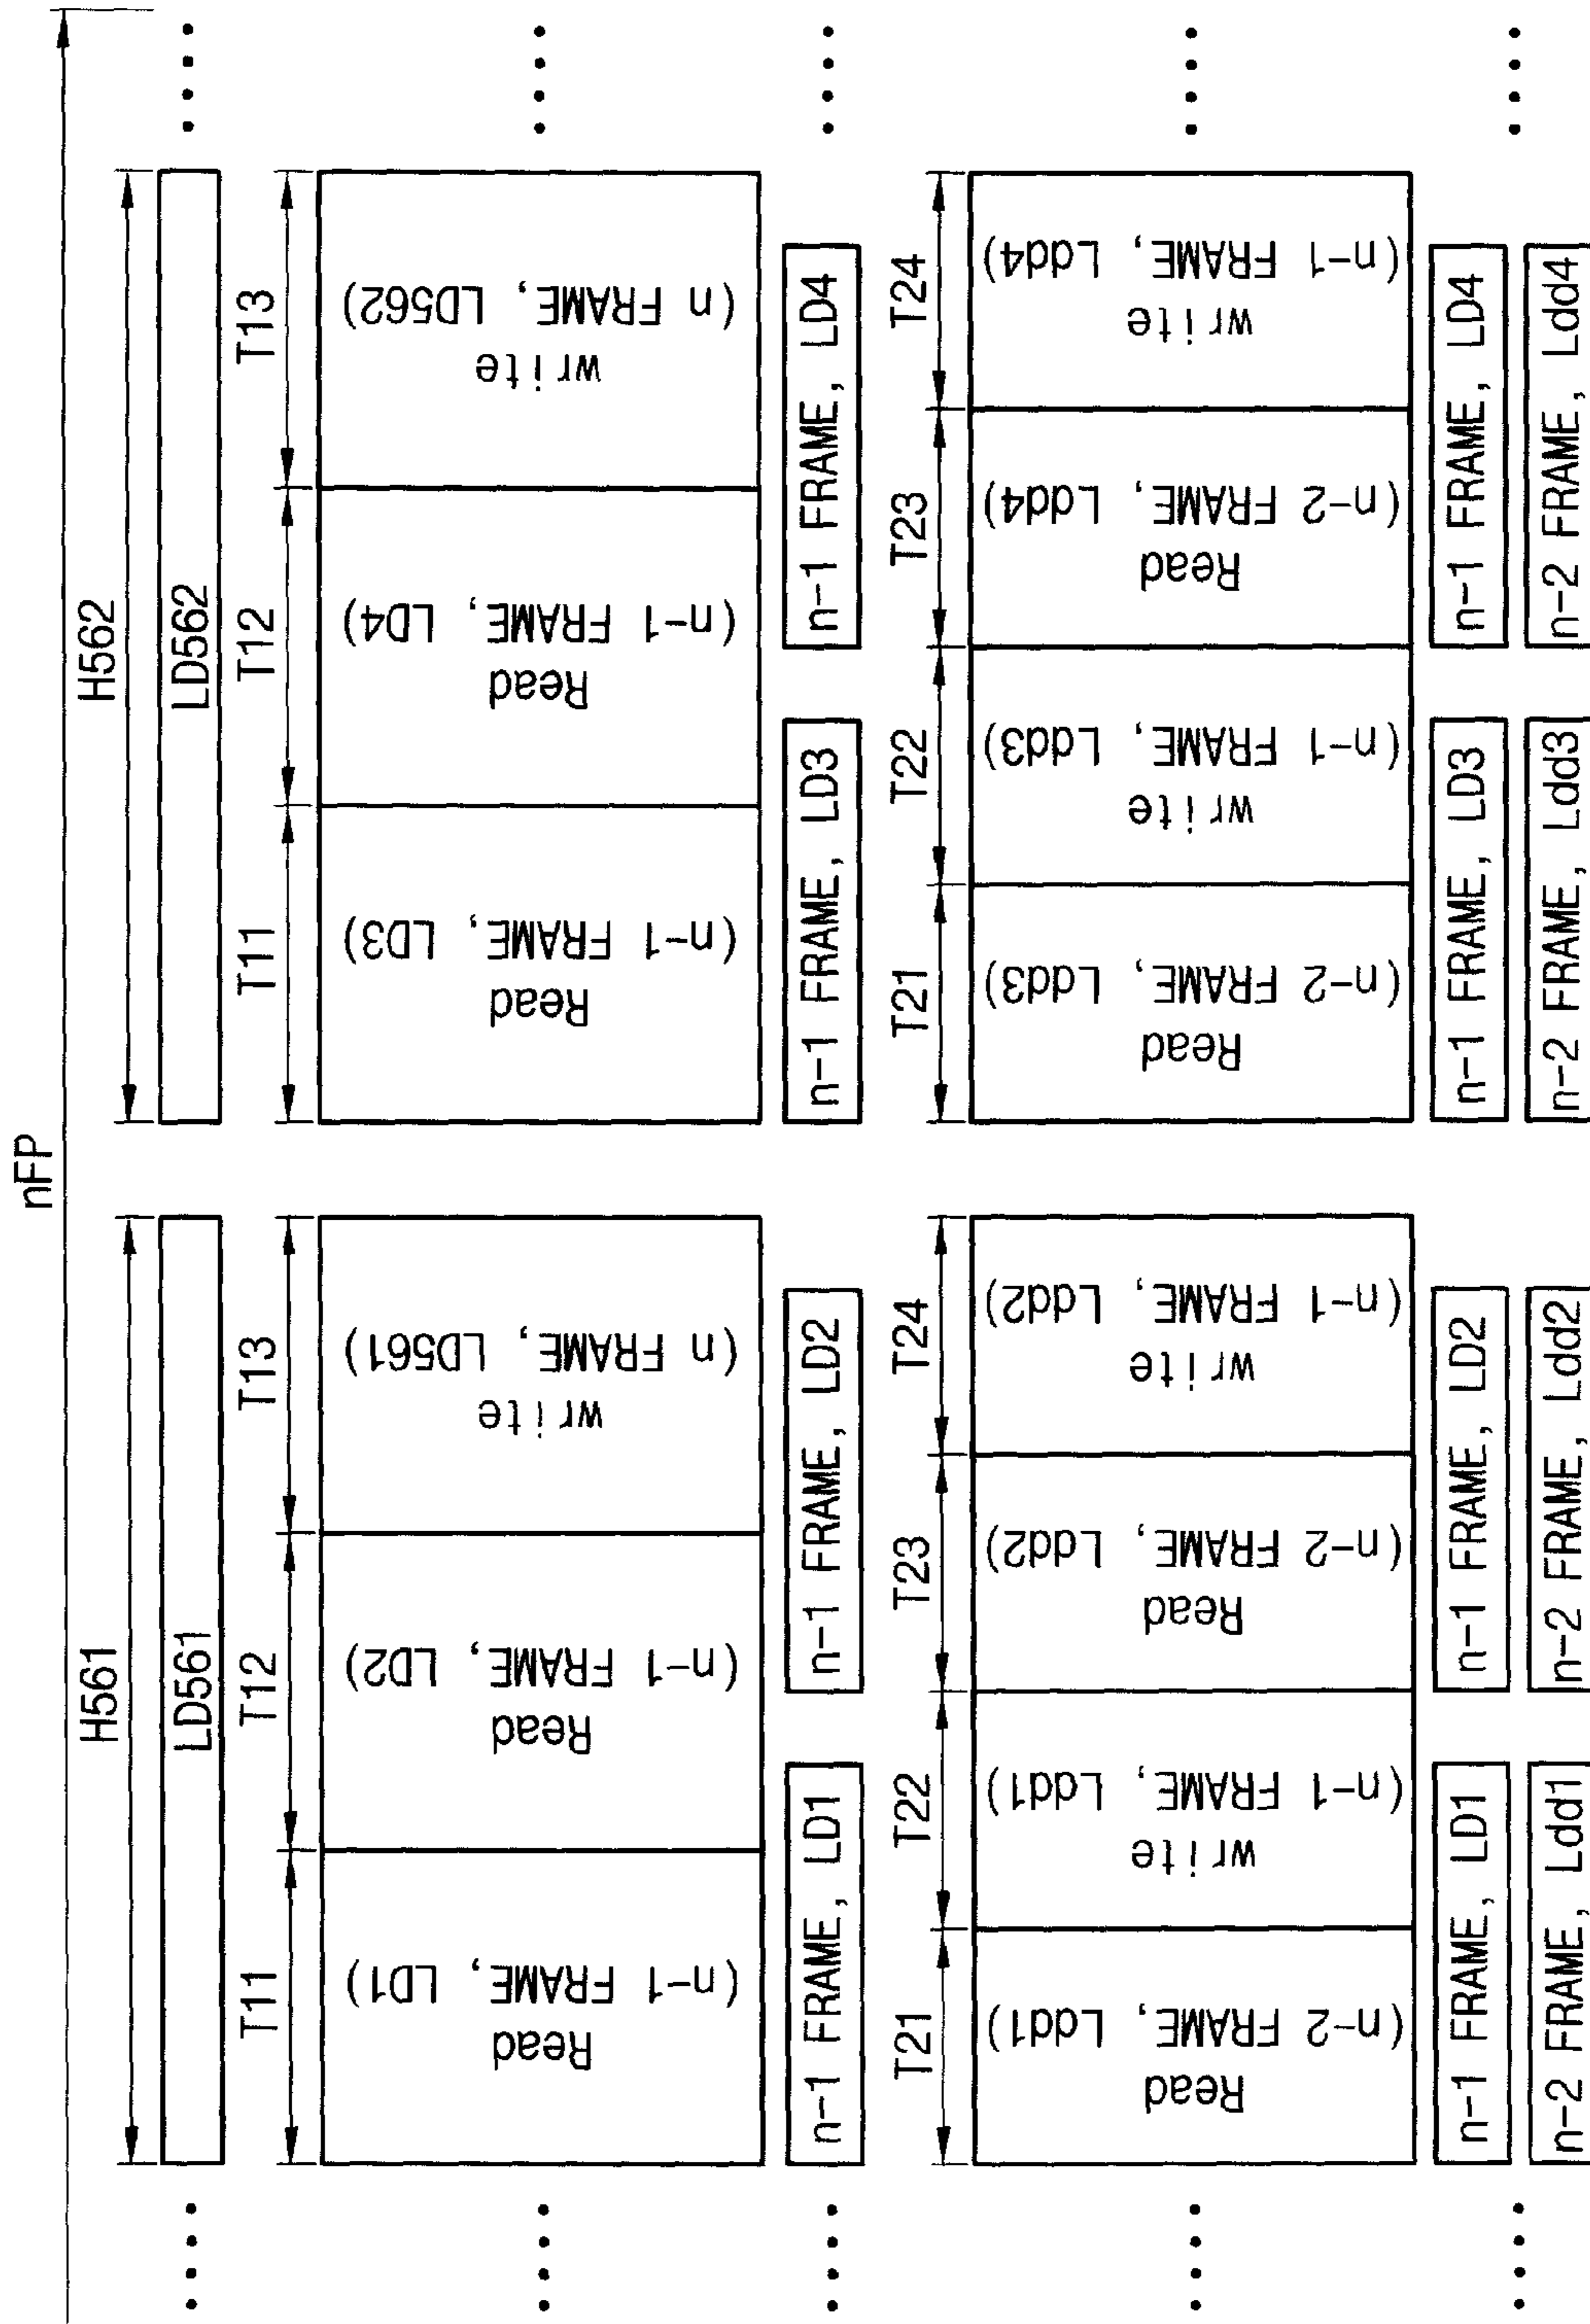 nFP
H561
H562
LD561
LD562
T11
T12
T13
T11
T12
T13
Read
(n-1 FRAME, LD1)
Read
(n-1 FRAME, LD2)
write
(n FRAME, LD561)
Read
(n-1 FRAME, LD3)
Read
(n-1 FRAME, LD4)
write
(n FRAME, LD562)
n-1 FRAME, LD1
n-1 FRAME, LD2
n-1 FRAME, LD3
n-1 FRAME, LD4
T21
T22
T23
T24
T21
T22
T23
T24
Read
(n-2 FRAME, Ldd1)
write
(n-1 FRAME, Ldd1)
Read
(n-2 FRAME, Ldd2)
write
(n-1 FRAME, Ldd2)
Read
(n-2 FRAME, Ldd3)
write
(n-1 FRAME, Ldd3)
Read
(n-2 FRAME, Ldd4)
write
(n-1 FRAME, Ldd4)
n-1 FRAME, LD1
n-1 FRAME, LD2
n-1 FRAME, LD3
n-1 FRAME, LD4
n-2 FRAME, Ldd1
n-2 FRAME, Ldd2
n-2 FRAME, Ldd3
n-2 FRAME, Ldd4